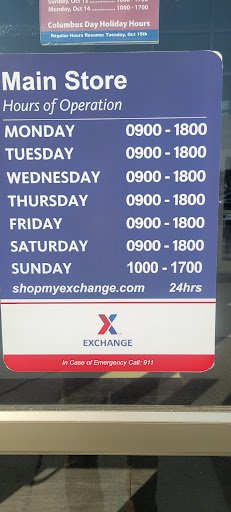 Sunday, Oct 13 ............ 1000 - 1700
Monday, Oct 14 ............ 1000 - 1700
Columbus Day Holiday Hours
Regular Hours Resume: Tuesday, Oct 15th
Main Store
Hours of Operation
MONDAY 0900 - 1800
TUESDAY 0900 - 1800
WEDNESDAY 0900 - 1800
THURSDAY 0900 - 1800
FRIDAY 0900 - 1800
SATURDAY 0900 - 1800
SUNDAY 1000 - 1700
shopmyexchange.com 24hrs
X
EXCHANGE
In Case of Emergency Call: 911